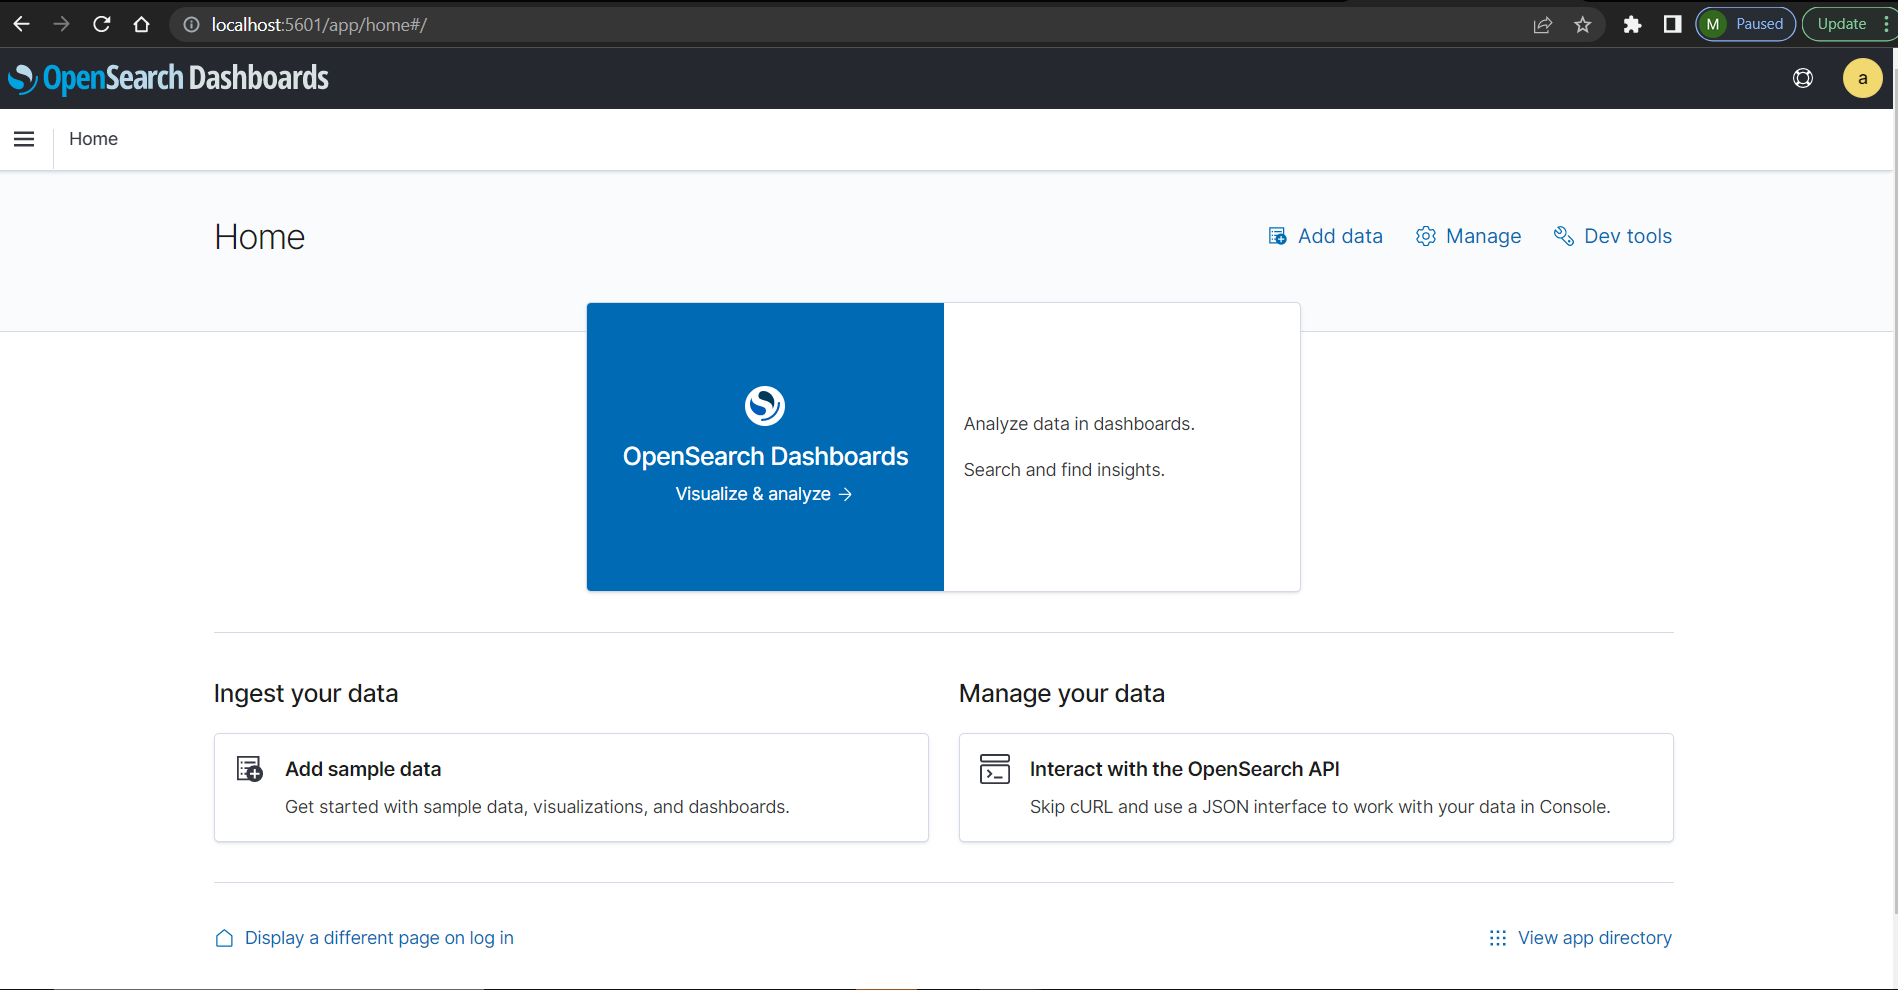 localhost:5601/app/home#/
M Paused
Update
OpenSearch Dashboards
a
Home
Home
Add data
Manage
Dev tools
OpenSearch Dashboards
Visualize & analyze →
Analyze data in dashboards.
Search and find insights.
Ingest your data
Add sample data
Get started with sample data, visualizations, and dashboards.
Manage your data
Interact with the OpenSearch API
Skip cURL and use a JSON interface to work with your data in Console.
Display a different page on log in
View app directory